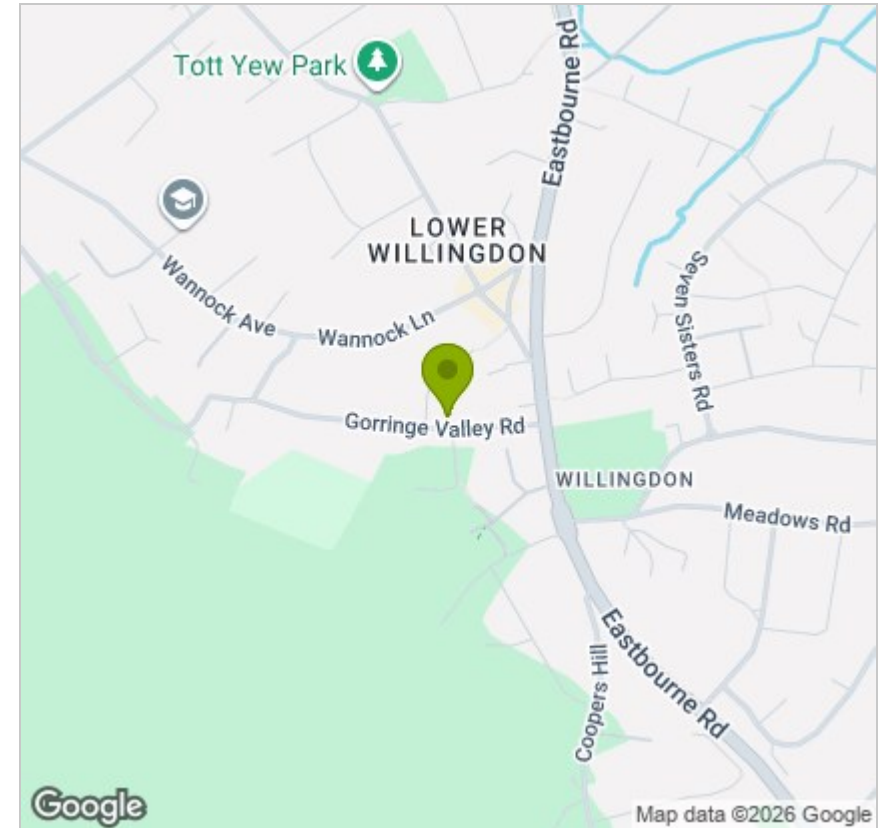 Tott Yew Park
Eastbourne Rd
LOWER
WILLINGDON
Wannock Ave
Wannock Ln
Seven Sisters Rd
Gorringe Valley Rd
WILLINGDON
Meadows Rd
Eastbourne Rd
Coopers Hill
Google
Map data ©2026 Google